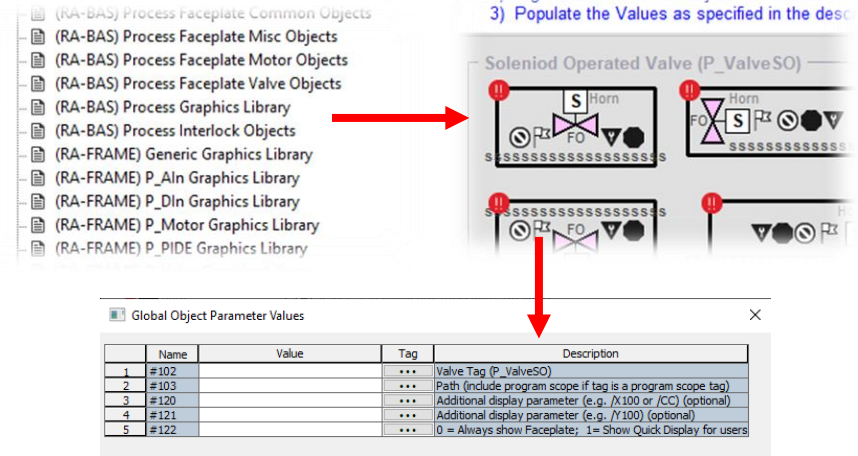 (RA-BAS) Process Faceplate Common Objects
(RA-BAS) Process Faceplate Misc Objects
(RA-BAS) Process Faceplate Motor Objects
(RA-BAS) Process Faceplate Valve Objects
(RA-BAS) Process Graphics Library
(RA-BAS) Process Interlock Objects
(RA-FRAME) Generic Graphics Library
(RA-FRAME) P_AIn Graphics Library
(RA-FRAME) P_DIn Graphics Library
(RA-FRAME) P_Motor Graphics Library
(RA-FRAME) P_PIDE Graphics Library
3) Populate the Values as specified in the desc
Soleniod Operated Valve (P_ValveSO)
!! S Horn
FO
ssssssssssssssssssss
!! Horn
FO S
ssssssssssssss
!!
ssssssssssssssssssss
FO
!!
Global Object Parameter Values
Name Value Tag Description
1 #102 ... Valve Tag (P_ValveSO)
2 #103 ... Path (include program scope if tag is a program scope tag)
3 #120 ... Additional display parameter (e.g. /X100 or /CC) (optional)
4 #121 ... Additional display parameter (e.g. /Y100) (optional)
5 #122 ... 0 = Always show Faceplate; 1= Show Quick Display for users